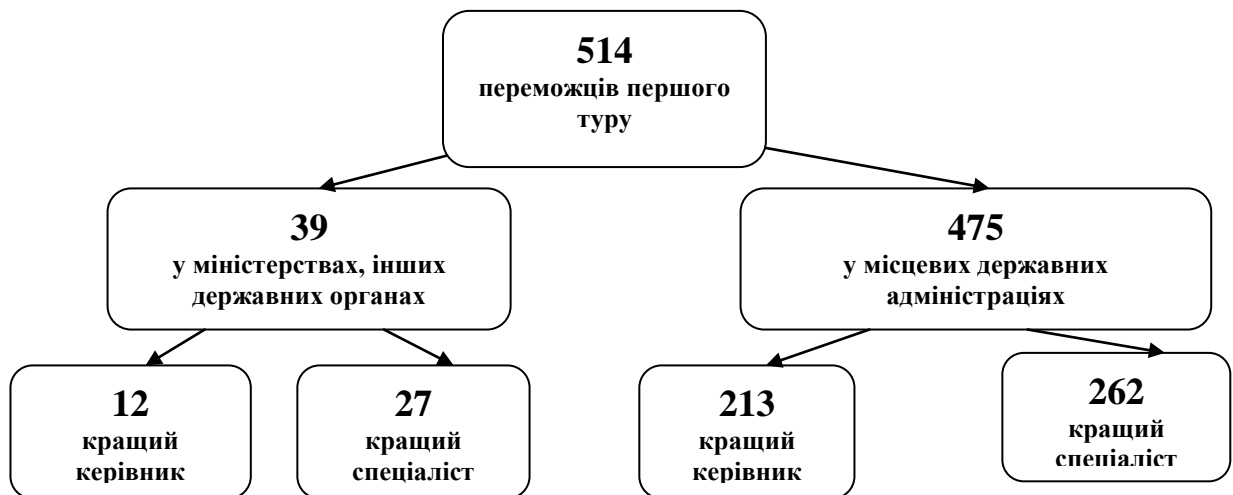 514
переможців першого
туру
39
у міністерствах, інших
державних органах
475
у місцевих державних
адміністраціях
12
кращий
керівник
27
кращий
спеціаліст
213
кращий
керівник
262
кращий
спеціаліст